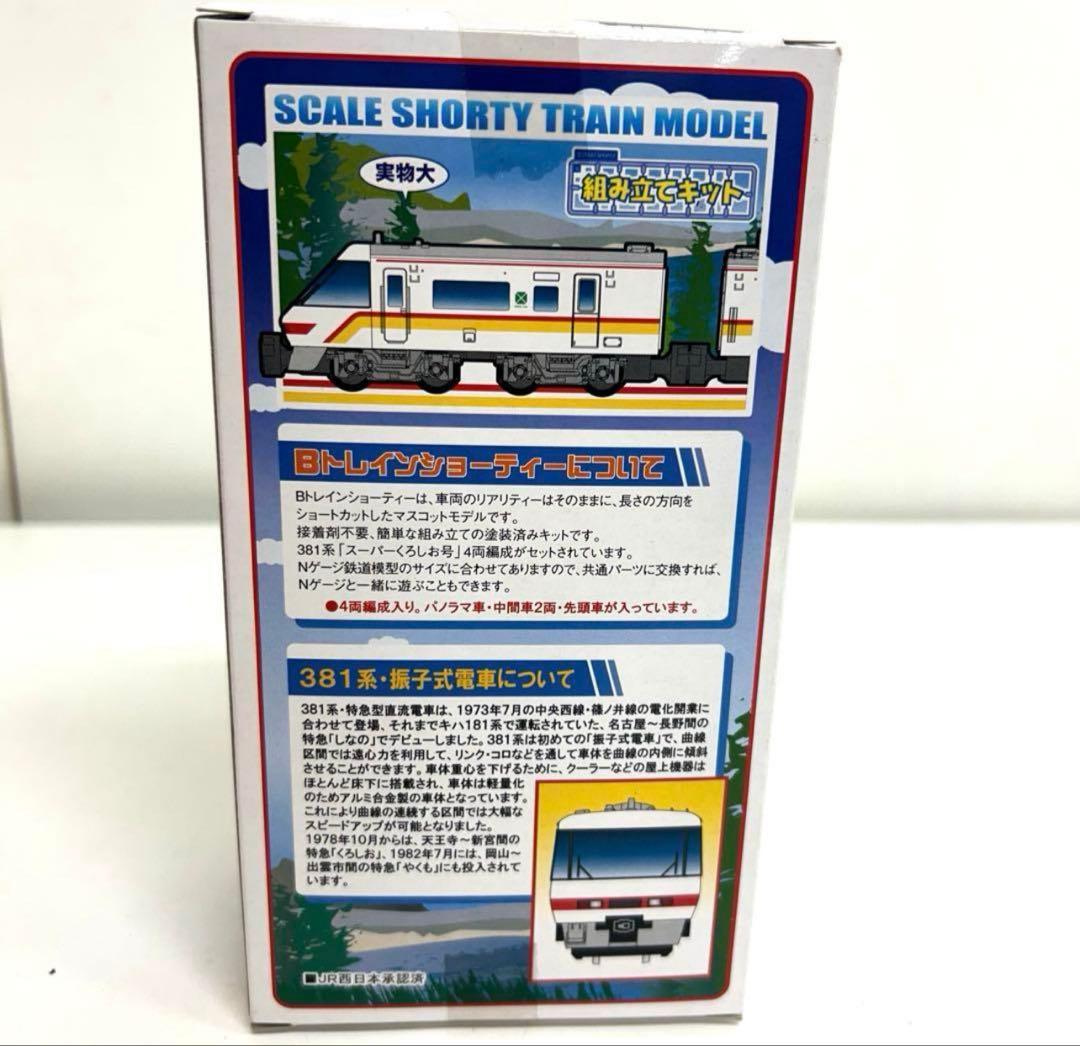 SCALE SHORTY TRAIN MODEL
実物大
組み立てキット
Bトレインショーティーについて
Bトレインショーティーは、車両のリアリティーはそのままに、長さの方向を
ショートカットしたマスコットモデルです。
接着剤不要、簡単な組み立ての塗装済みキットです。
381系「スーパーくろしお号」4両編成がセットされています。
Nゲージ鉄道模型のサイズに合わせてありますので、共通パーツに交換すれば、
Nゲージと一緒に遊ぶこともできます。
●4両編成入り。パノラマ車・中間車2両・先頭車が入っています。
381系・振子式電車について
381系・特急型直流電車は、1973年7月の中央西線・篠ノ井線の電化開業に
合わせて登場、それまでキハ181系で運転されていた、名古屋〜長野間の
特急「しなの」でデビューしました。381系は初めての「振子式電車」で、曲線
区間では遠心力を利用して、リンク・コロなどを通して車体を曲線の内側に傾斜
させることができます。車体重心を下げるために、クーラーなどの屋上機器は
ほとんど床下に搭載され、車体は軽量化
のためアルミ合金製の車体となっています。
これにより曲線の連続する区間では大幅な
スピードアップが可能となりました。
1978年10月からは、天王寺〜新宮間の
特急「くろしお」、1982年7月には、岡山〜
出雲市間の特急「やくも」にも投入されて
います。
■JR西日本承認済